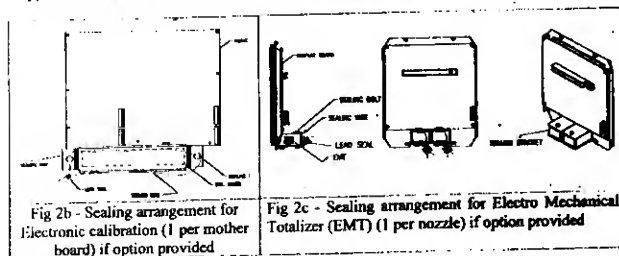 DISPLAY BOARD
SEALING BOLT
SEALING WIRE
LEAD SEAL
EMT
SEALING BRACKET
Fig 2b - Sealing arrangement for
Electronic calibration (1 per mother
board) if option provided
Fig 2c - Sealing arrangement for Electro Mechanical
Totalizer (EMT) (1 per nozzle) if option provided